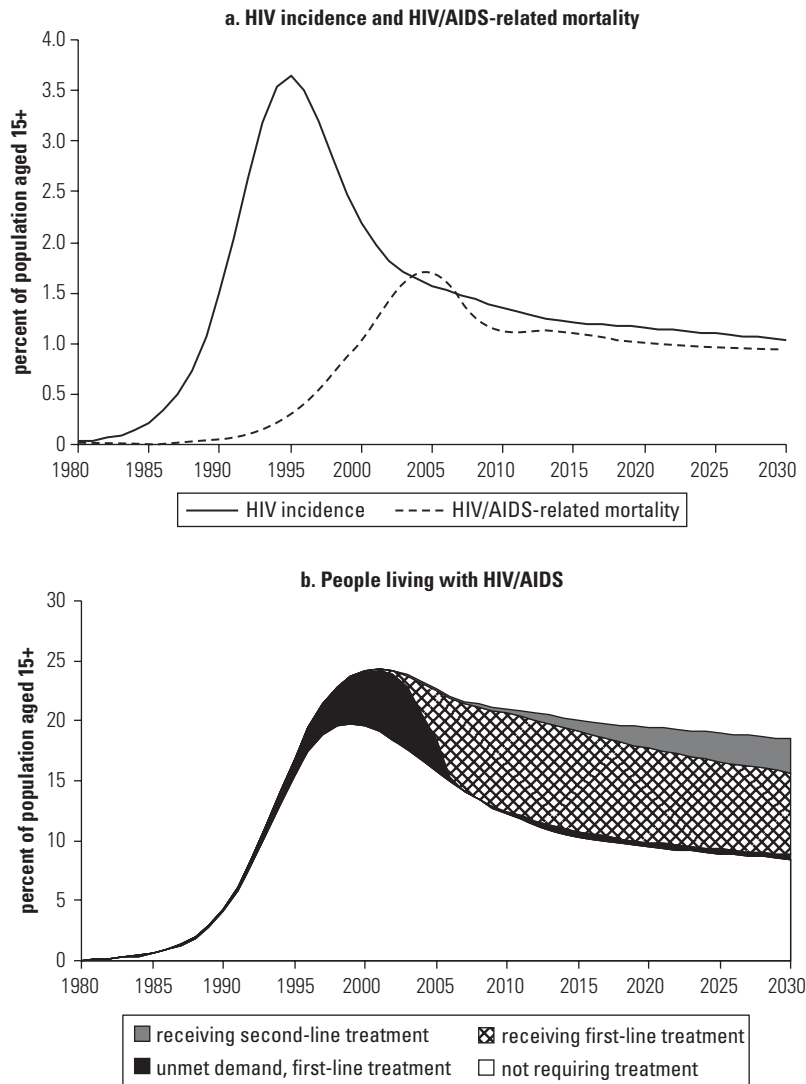 a. HIV incidence and HIV/AIDS-related mortality
percent of population aged 15+
4.0
3.5
3.0
2.5
2.0
1.5
1.0
0.5
0
1980 1985 1990 1995 2000 2005 2010 2015 2020 2025 2030
HIV incidence HIV/AIDS-related mortality
b. People living with HIV/AIDS
percent of population aged 15+
30
25
20
15
10
5
0
1980 1985 1990 1995 2000 2005 2010 2015 2020 2025 2030
receiving second-line treatment receiving first-line treatment
unmet demand, first-line treatment not requiring treatment